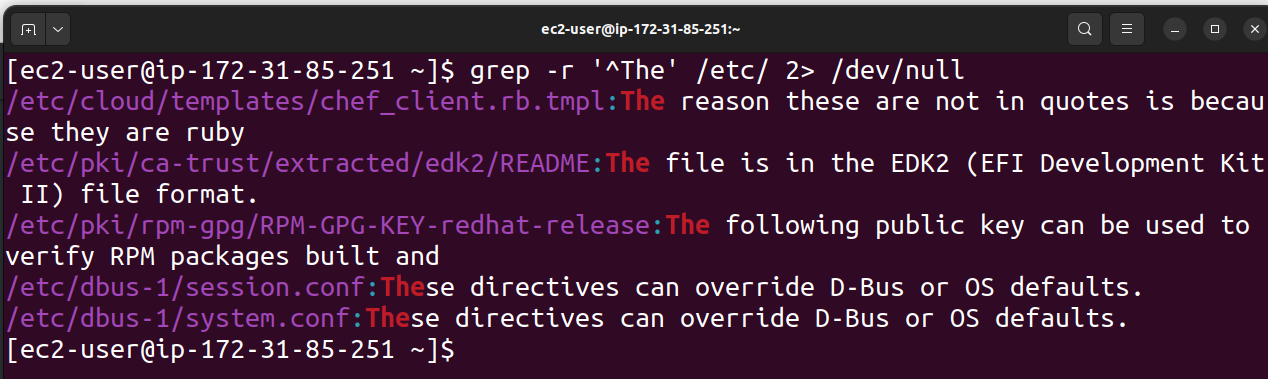 ec2-user@ip-172-31-85-251:~
[ec2-user@ip-172-31-85-251 ~]$ grep -r '^The' /etc/ 2> /dev/null
/etc/cloud/templates/chef_client.rb.tmpl:The reason these are not in quotes is becau
se they are ruby
/etc/pki/ca-trust/extracted/edk2/README:The file is in the EDK2 (EFI Development Kit
 II) file format.
/etc/pki/rpm-gpg/RPM-GPG-KEY-redhat-release:The following public key can be used to
verify RPM packages built and
/etc/dbus-1/session.conf:These directives can override D-Bus or OS defaults.
/etc/dbus-1/system.conf:These directives can override D-Bus or OS defaults.
[ec2-user@ip-172-31-85-251 ~]$